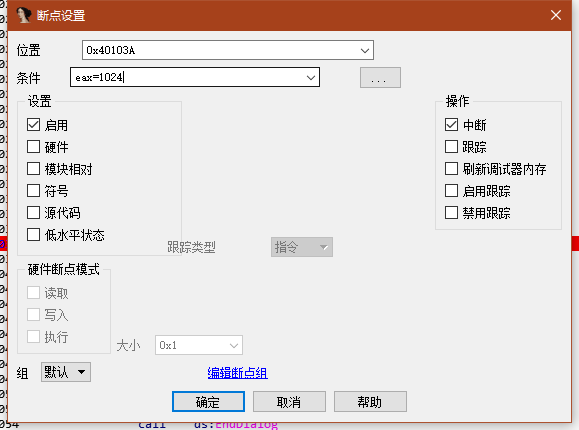 断点设置
位置 0x40103A
条件 eax=1024 ...
设置 操作
启用 中断
硬件 跟踪
模块相对 刷新调试器内存
符号 启用跟踪
源代码 禁用跟踪
低水平状态
跟踪类型 指令
硬件断点模式
读取
写入
执行
大小 0x1
组 默认 编辑断点组
确定 取消 帮助
054 call ds:EndDialog